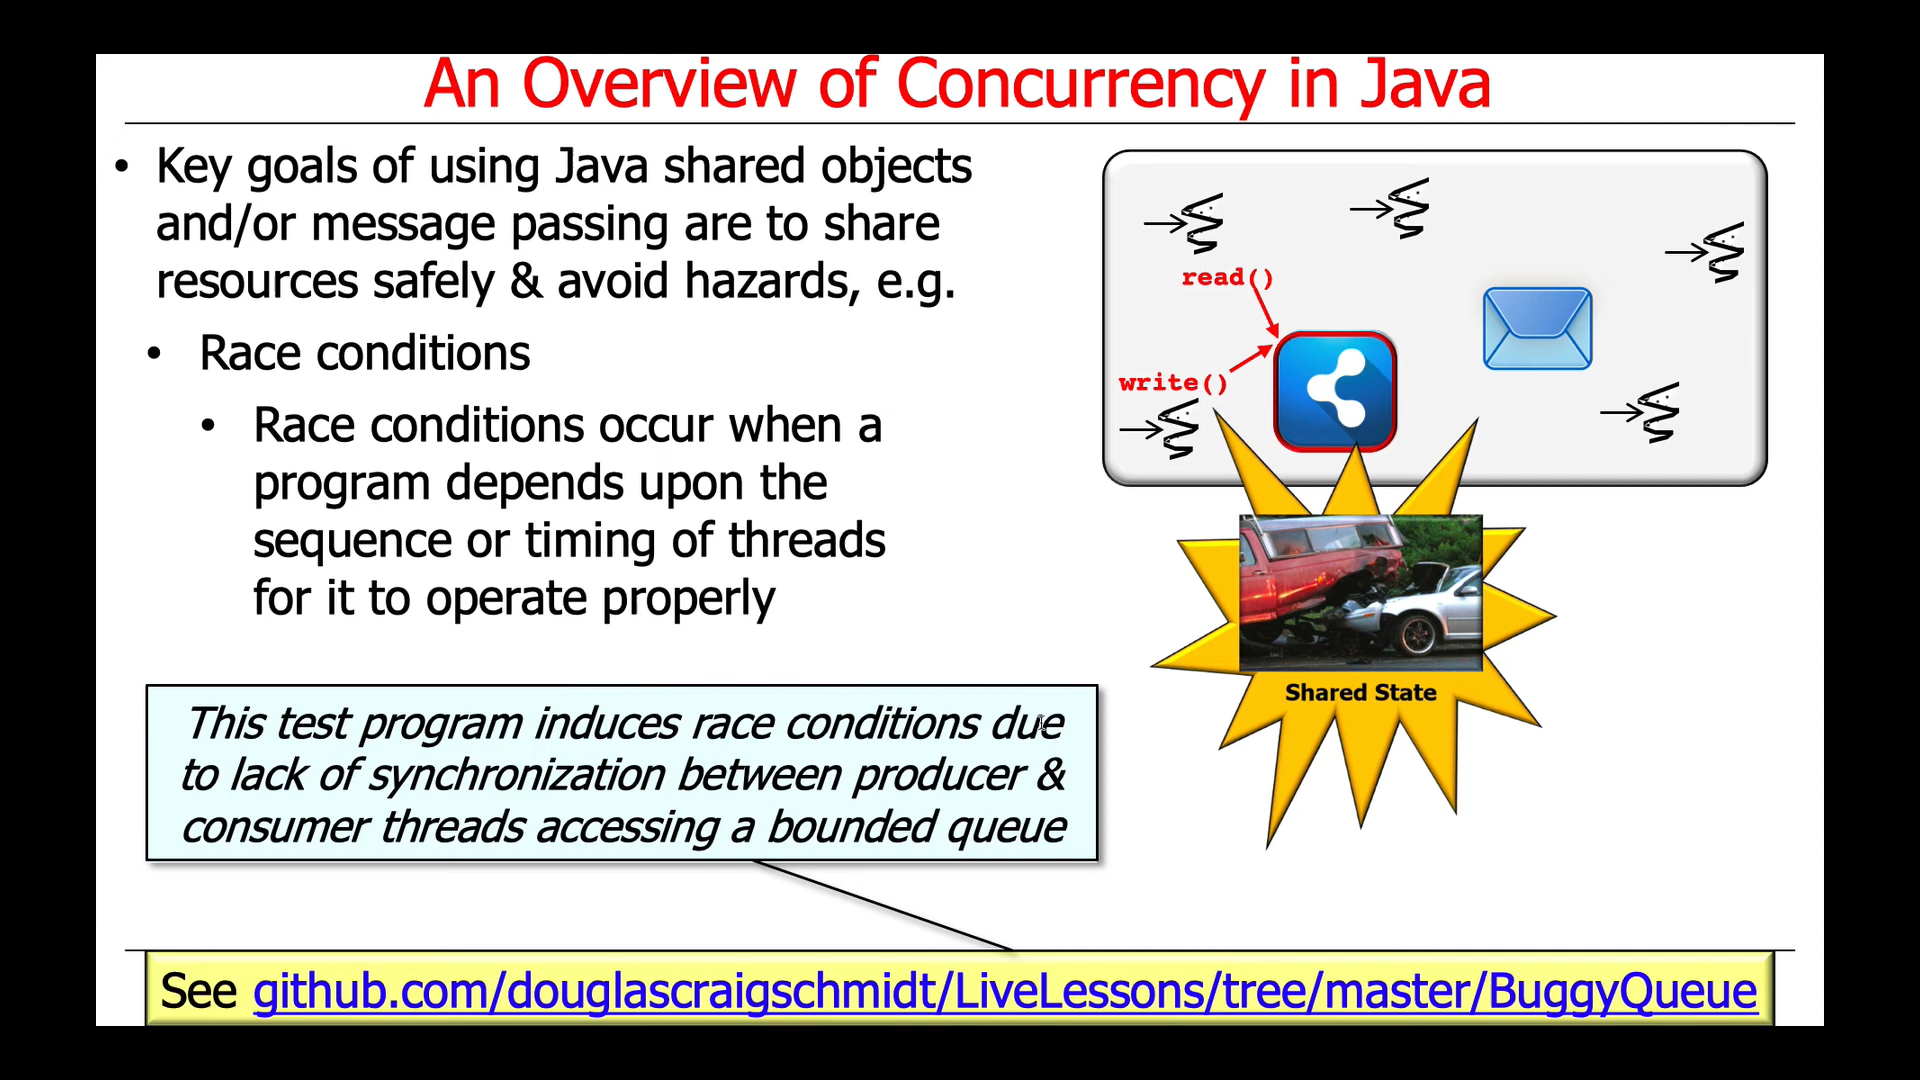 An Overview of Concurrency in Java
• Key goals of using Java shared objects
and/or message passing are to share
resources safely & avoid hazards, e.g.
• Race conditions
• Race conditions occur when a
program depends upon the
sequence or timing of threads
for it to operate properly
read()
write()
Shared State
This test program induces race conditions due
to lack of synchronization between producer &
consumer threads accessing a bounded queue
See github.com/douglascraigschmidt/LiveLessons/tree/master/BuggyQueue